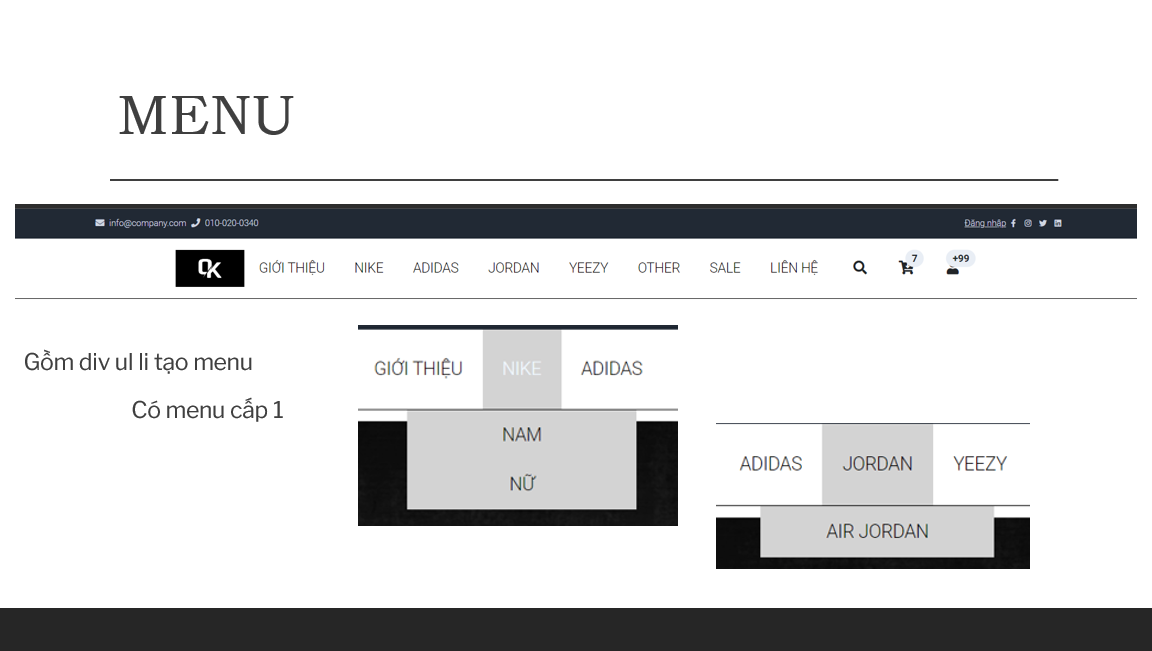 MENU
info@company.com 010-020-0340 Đăng nhập
QK GIỚI THIỆU NIKE ADIDAS JORDAN YEEZY OTHER SALE LIÊN HỆ 7 +99
Gồm div ul li tạo menu
Có menu cấp 1
GIỚI THIỆU NIKE ADIDAS
NAM
NỮ
ADIDAS JORDAN YEEZY
AIR JORDAN